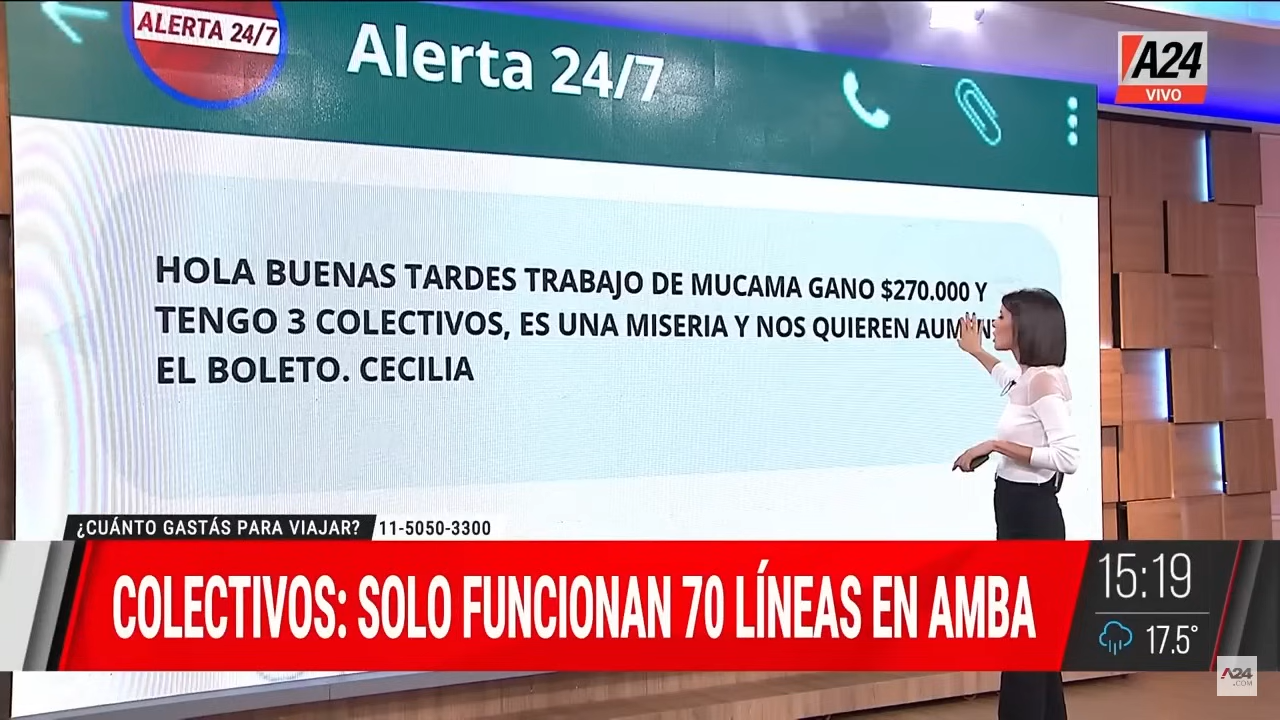 ALERTA 24/7
Alerta 24/7
A24
VIVO
HOLA BUENAS TARDES TRABAJO DE MUCAMA GANO $270.000 Y
TENGO 3 COLECTIVOS, ES UNA MISERIA Y NOS QUIEREN
EL BOLETO. CECILIA
¿CUÁNTO GASTÁS PARA VIAJAR? 11-5050-3300
COLECTIVOS: SOLO FUNCIONAN 70 LÍNEAS EN AMBA
15:19
17.5°
A24
.COM